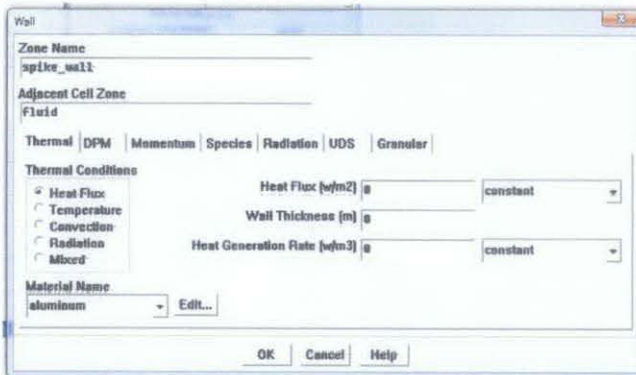 Wall
Zone Name
spike_wall
Adjacent Cell Zone
fluid
Thermal DPM Momentum Species Radiation UDS Granular
Thermal Conditions
Heat Flux
Temperature
Convection
Radiation
Mixed
Heat Flux (w/m2) 0 constant
Wall Thickness (m) 0
Heat Generation Rate (w/m3) 0 constant
Material Name
aluminum Edit...
OK Cancel Help